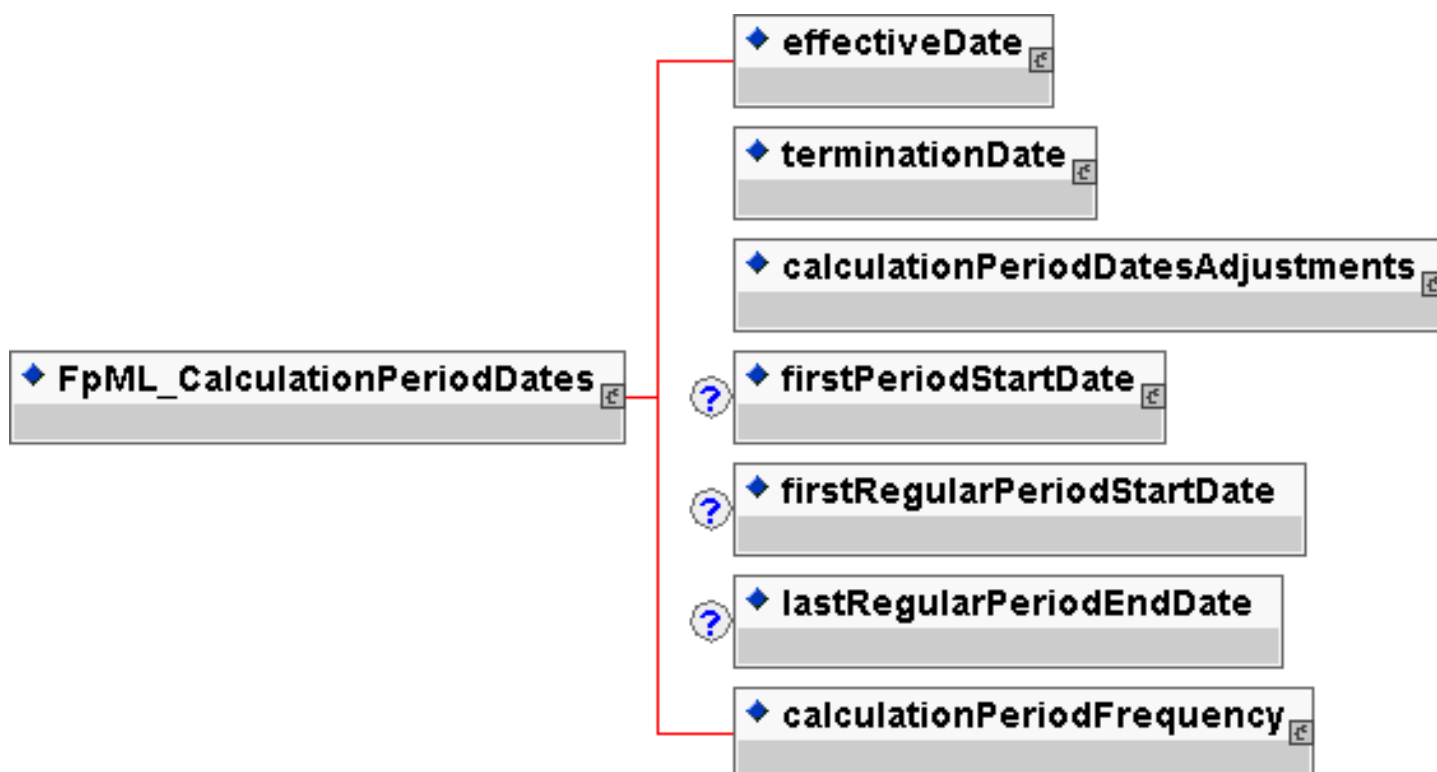 effectiveDate
terminationDate
calculationPeriodDatesAdjustments
FpML_CalculationPeriodDates
? firstPeriodStartDate
? firstRegularPeriodStartDate
? lastRegularPeriodEndDate
calculationPeriodFrequency